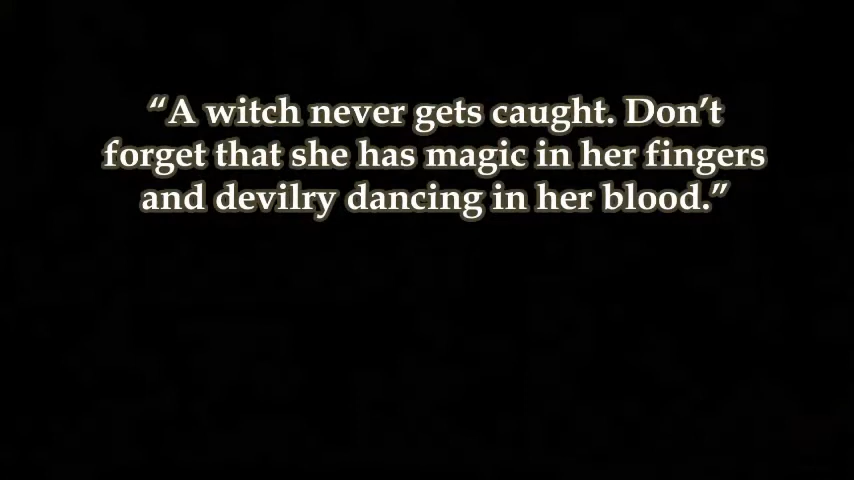 “A witch never gets caught. Don’t
forget that she has magic in her fingers
and devilry dancing in her blood.”